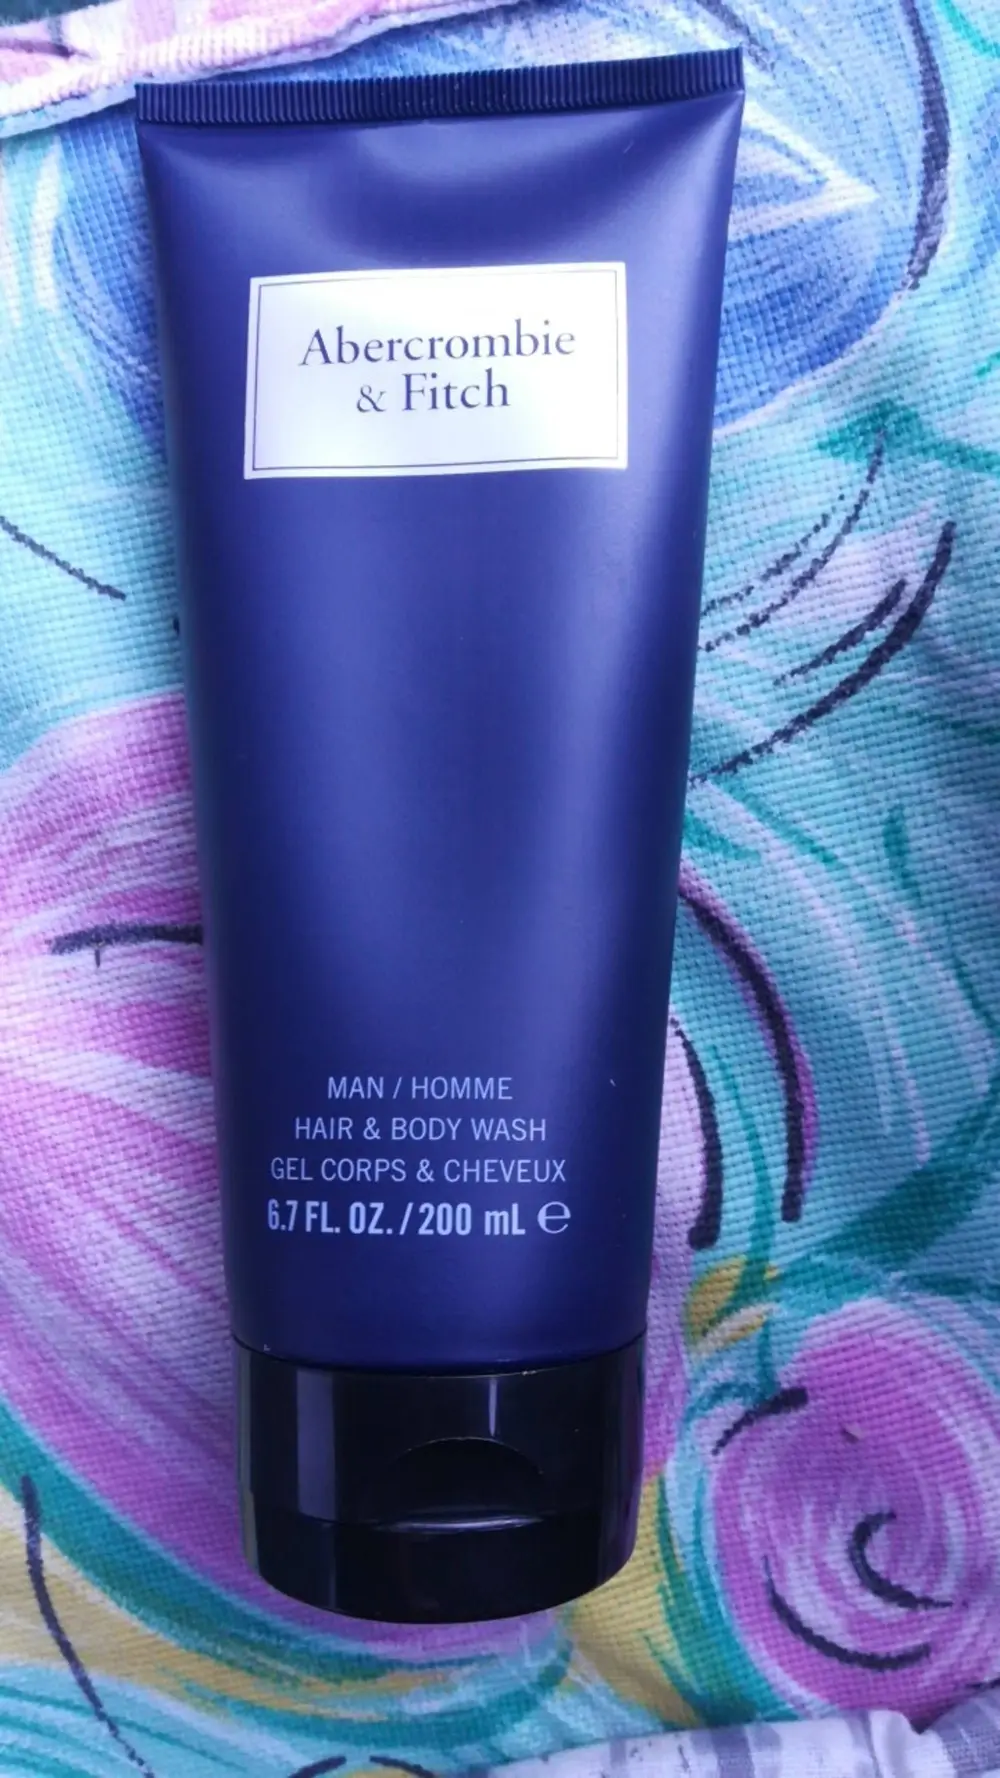 Abercrombie
& Fitch
MAN / HOMME
HAIR & BODY WASH
GEL CORPS & CHEVEUX
6.7 FL. OZ. / 200 mL ℮